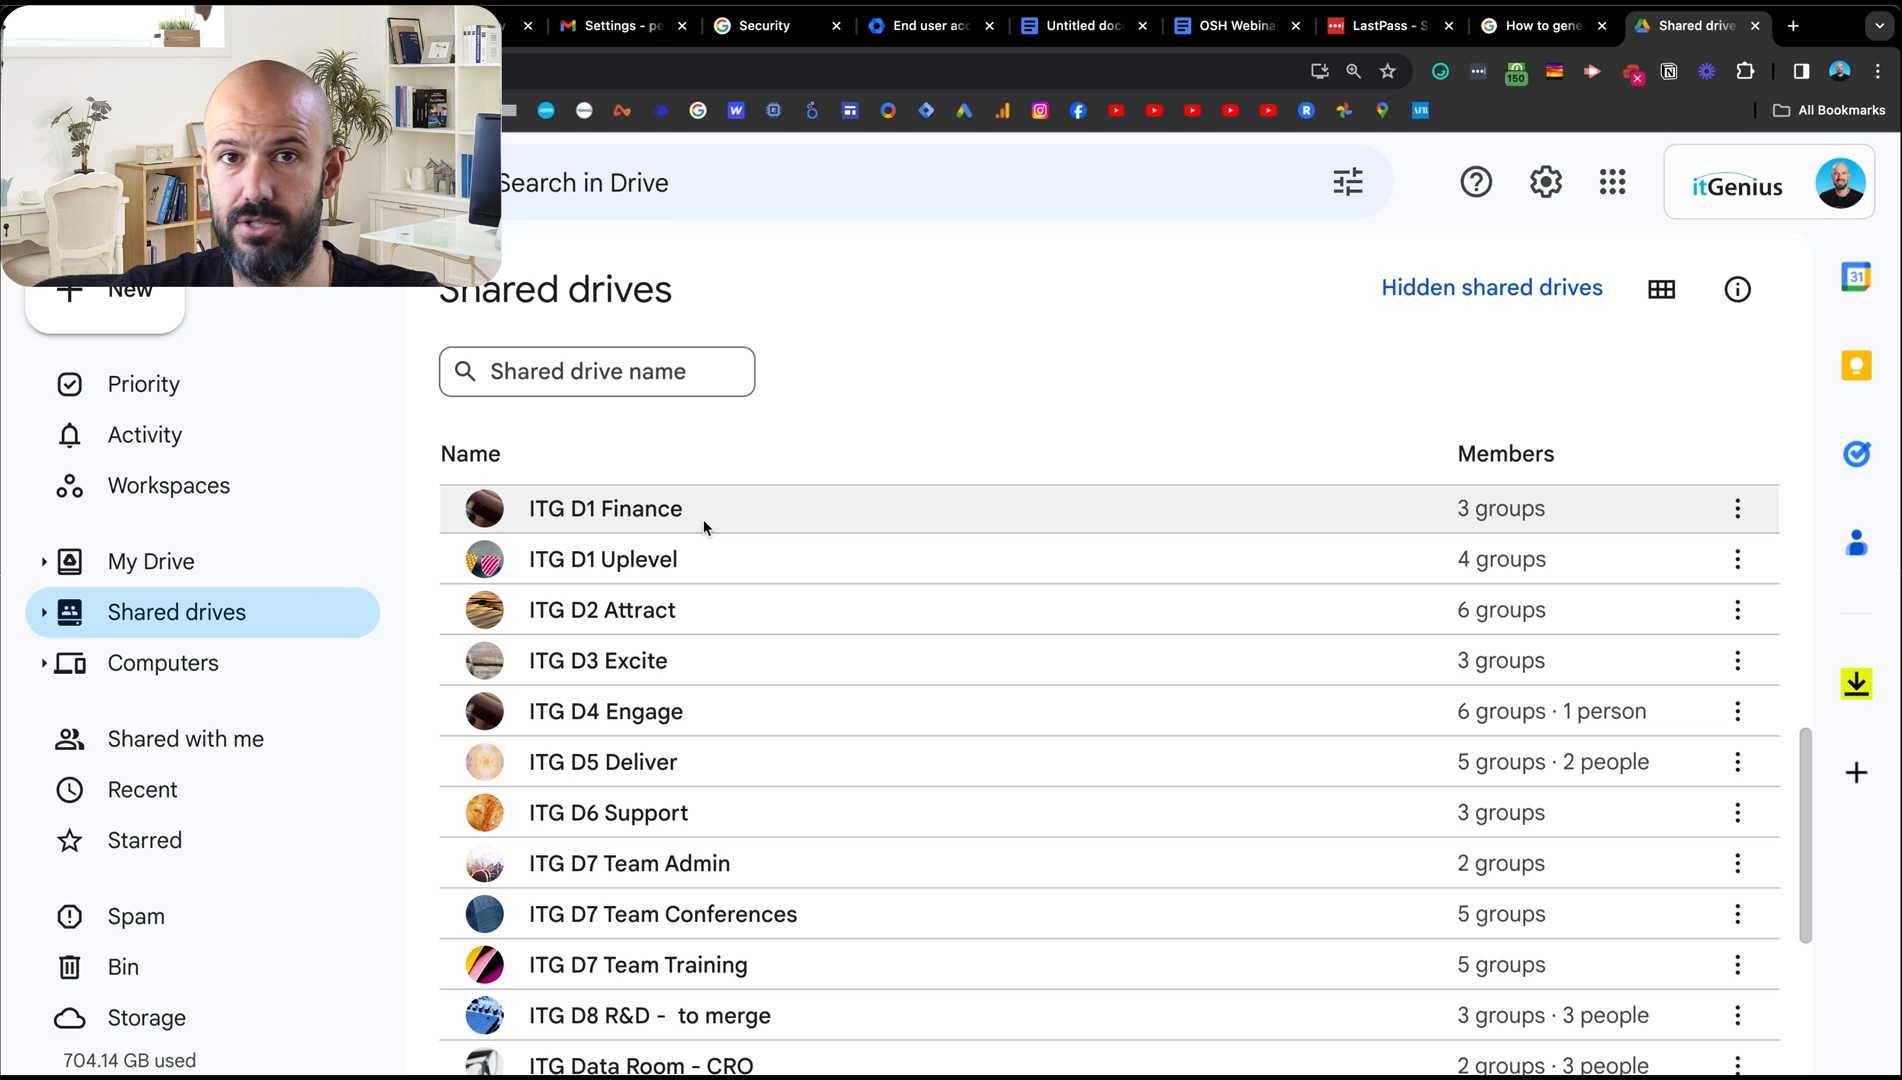 Settings - pe
Security
End user acc
Untitled doc
OSH Webina
LastPass - S
How to gene
Shared drive
150
All Bookmarks
Search in Drive
itGenius
New
Shared drives
Hidden shared drives
31
Shared drive name
Priority
Activity
Workspaces
My Drive
Shared drives
Computers
Shared with me
Recent
Starred
Spam
Bin
Storage
704.14 GB used
Name Members
ITG D1 Finance 3 groups
ITG D1 Uplevel 4 groups
ITG D2 Attract 6 groups
ITG D3 Excite 3 groups
ITG D4 Engage 6 groups · 1 person
ITG D5 Deliver 5 groups · 2 people
ITG D6 Support 3 groups
ITG D7 Team Admin 2 groups
ITG D7 Team Conferences 5 groups
ITG D7 Team Training 5 groups
ITG D8 R&D - to merge 3 groups · 3 people
ITG Data Room - CRO 2 groups · 3 people